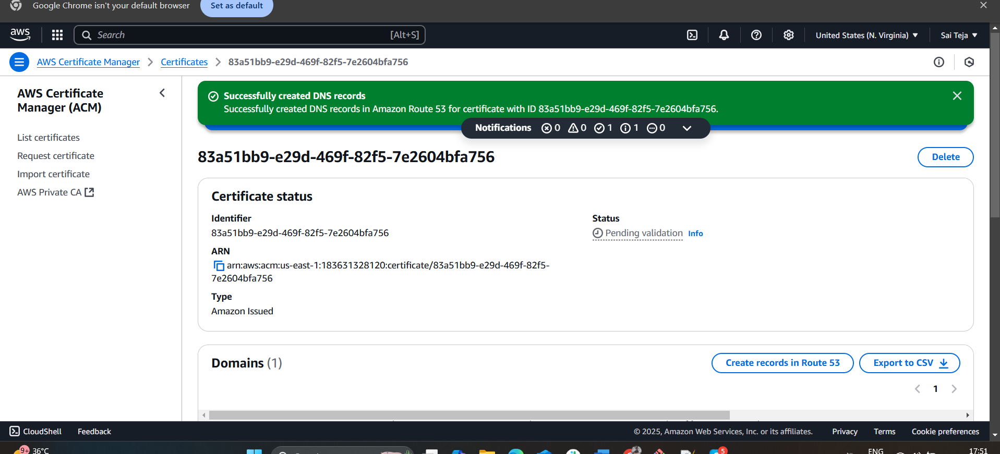 Google Chrome isn't your default browser
Set as default
aws
Search
[Alt+S]
United States (N. Virginia)
Sai Teja
AWS Certificate Manager
Certificates
83a51bb9-e29d-469f-82f5-7e2604bfa756
AWS Certificate
Manager (ACM)
List certificates
Request certificate
Import certificate
AWS Private CA
Successfully created DNS records
Successfully created DNS records in Amazon Route 53 for certificate with ID 83a51bb9-e29d-469f-82f5-7e2604bfa756.
Notifications 0 0 1 1 0
83a51bb9-e29d-469f-82f5-7e2604bfa756
Delete
Certificate status
Identifier
83a51bb9-e29d-469f-82f5-7e2604bfa756
ARN
arn:aws:acm:us-east-1:183631328120:certificate/83a51bb9-e29d-469f-82f5-
7e2604bfa756
Type
Amazon Issued
Status
Pending validation Info
Domains (1)
Create records in Route 53
Export to CSV
1
CloudShell
Feedback
© 2025, Amazon Web Services, Inc. or its affiliates.
Privacy
Terms
Cookie preferences
9+
36°C
5
ENG
17:51